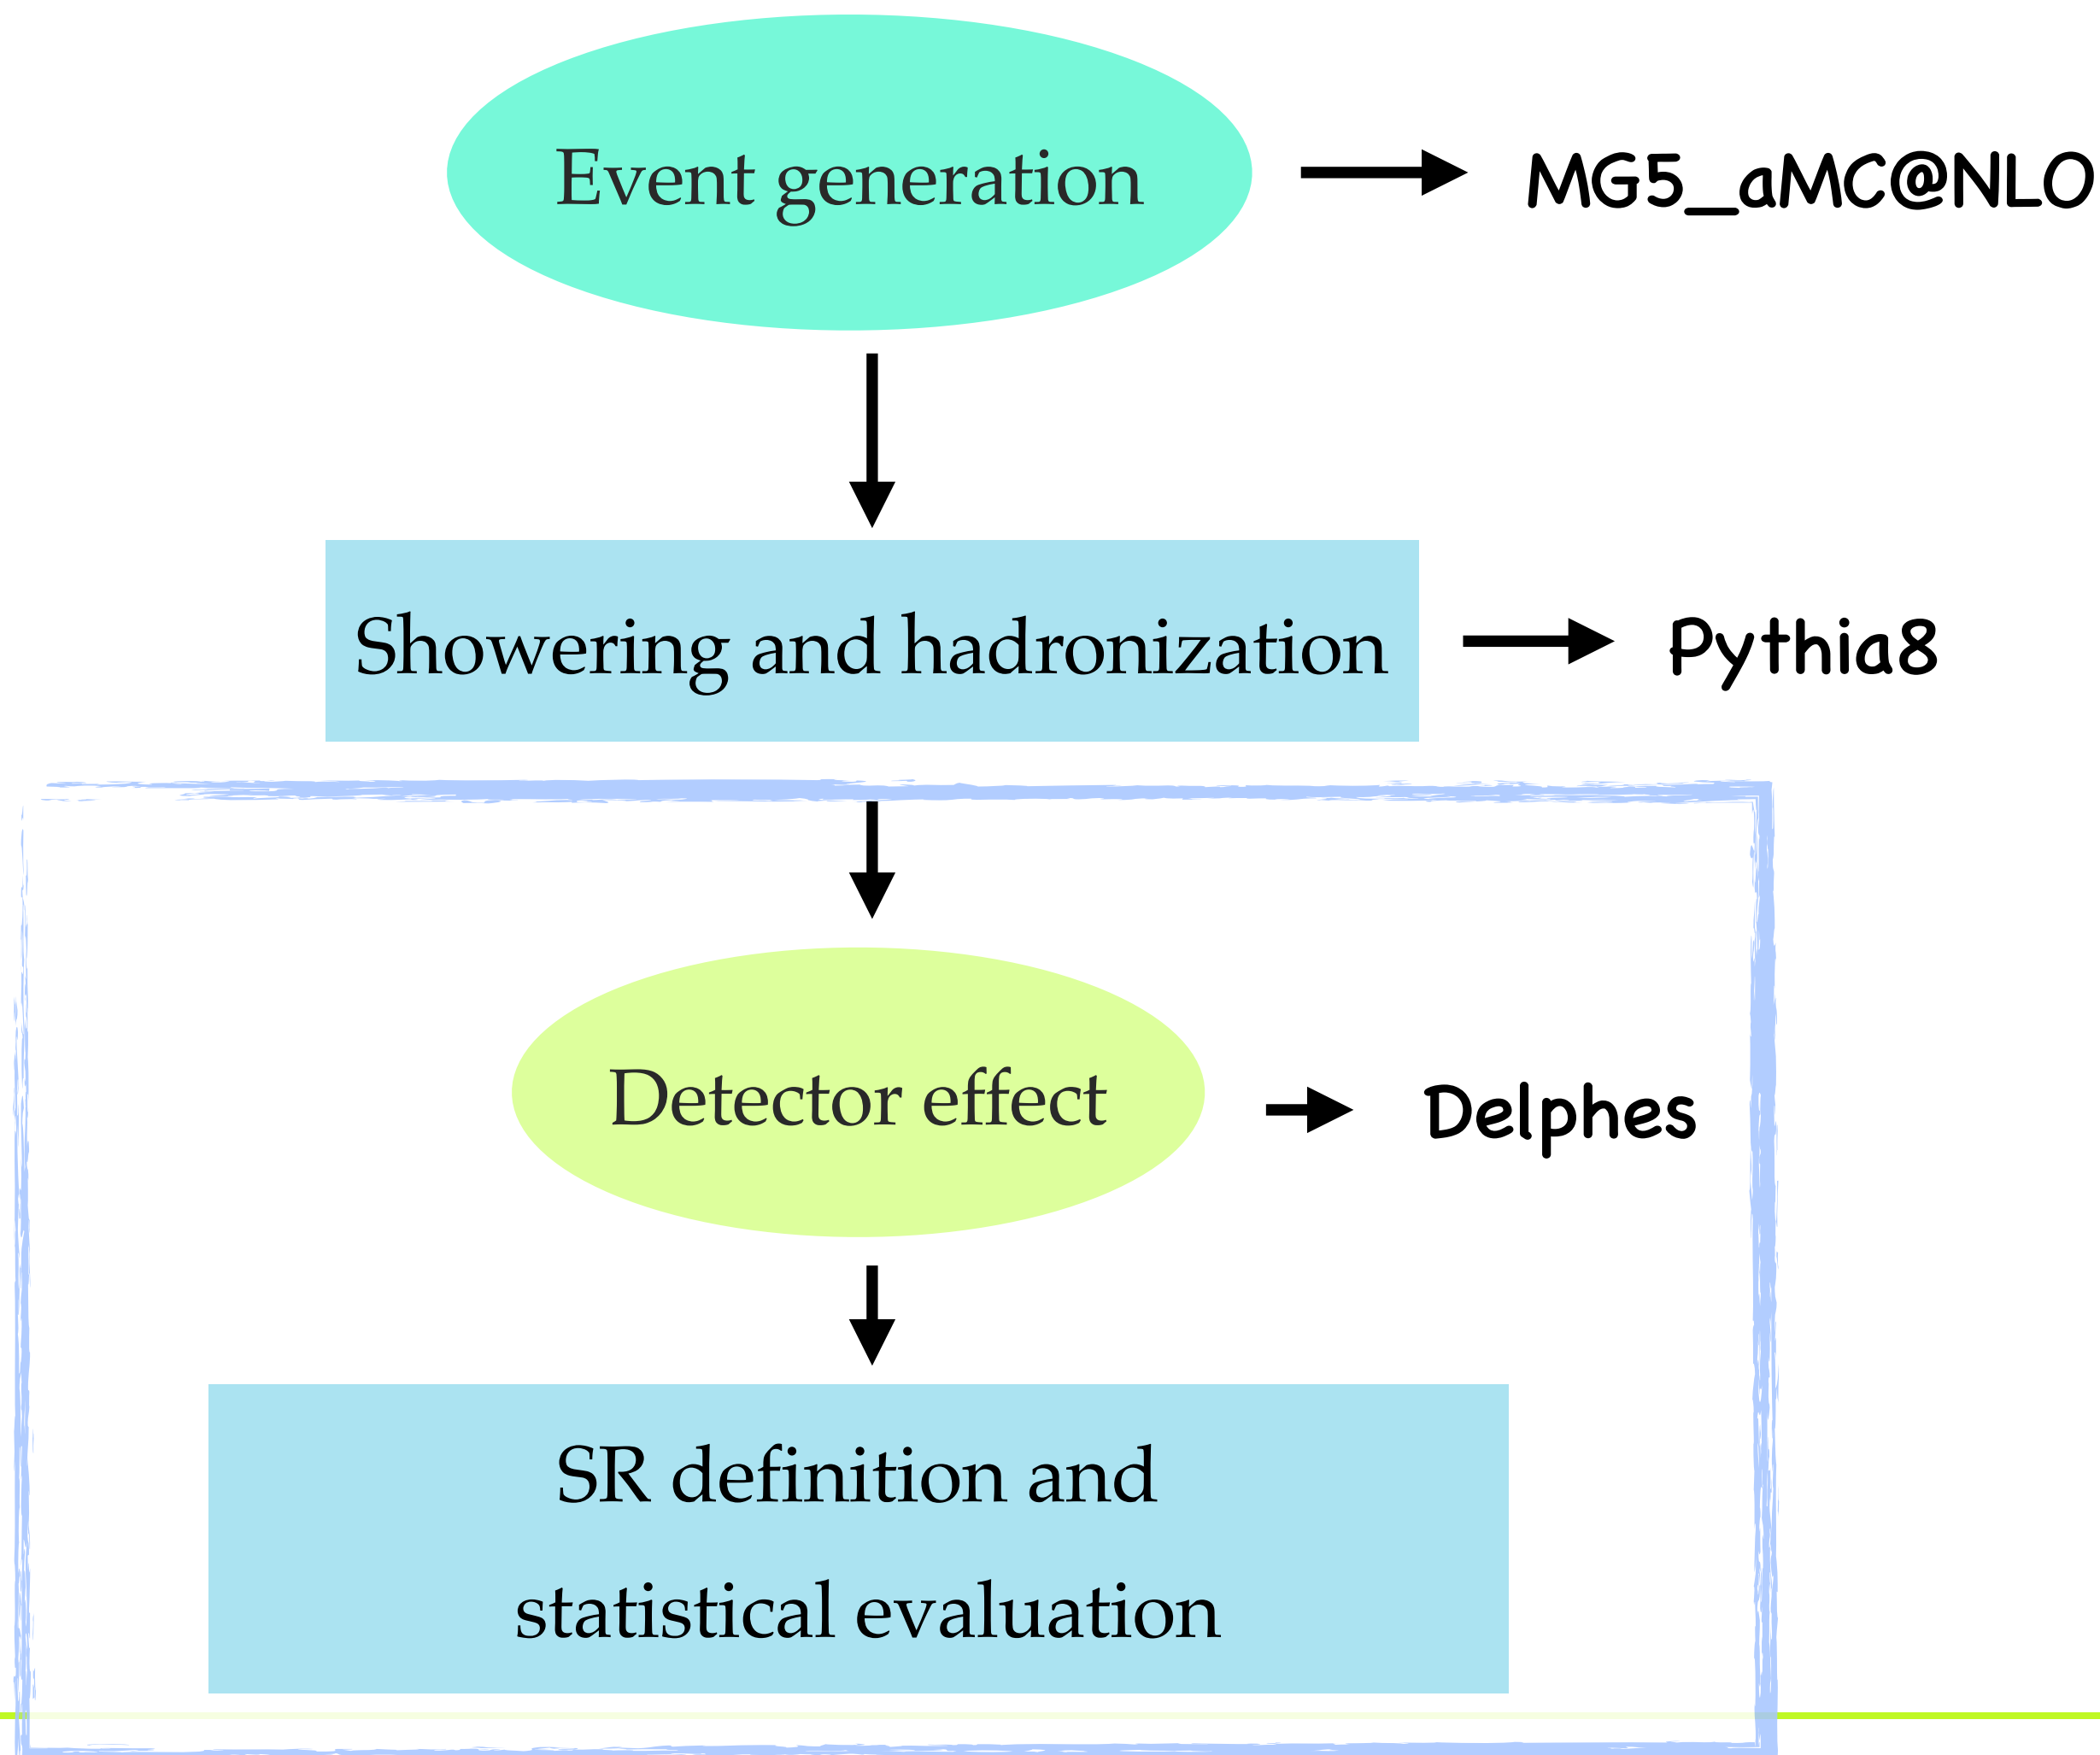 Event generation
MG5_aMC@NLO
Showering and hadronization
Pythia8
Detector effect
Delphes
SR definition and
statistical evaluation